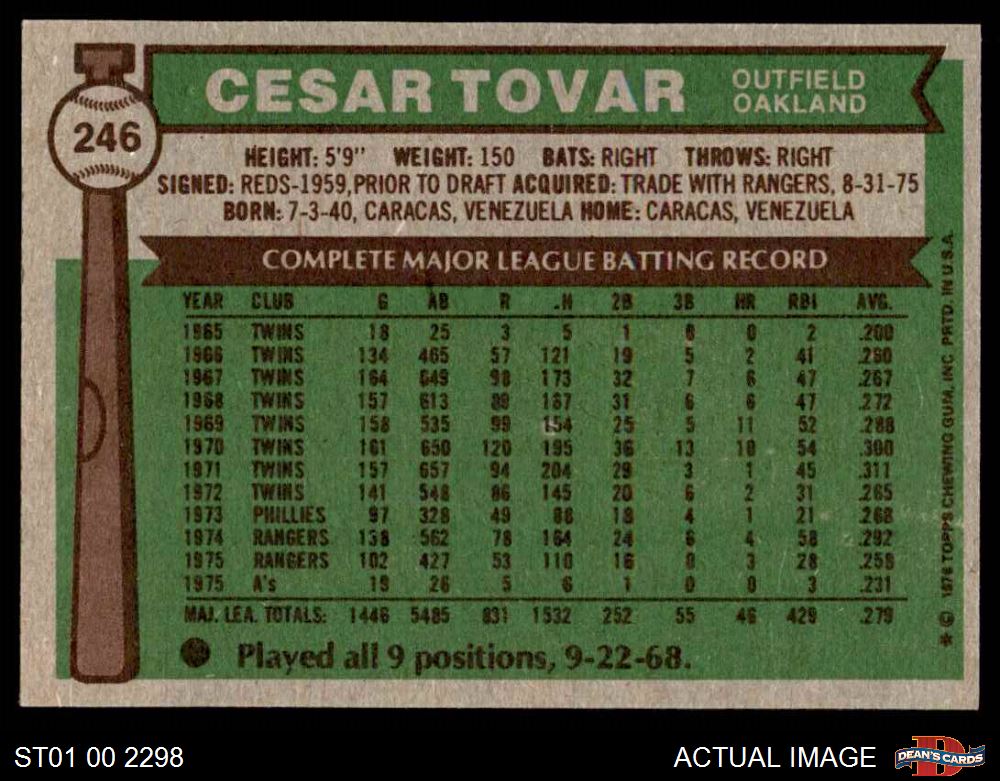 246
CESAR TOVAR
OUTFIELD
OAKLAND
HEIGHT: 5'9" WEIGHT: 150 BATS: RIGHT THROWS: RIGHT
SIGNED: REDS-1959, PRIOR TO DRAFT ACQUIRED: TRADE WITH RANGERS, 8-31-75
BORN: 7-3-40, CARACAS, VENEZUELA HOME: CARACAS, VENEZUELA
COMPLETE MAJOR LEAGUE BATTING RECORD
YEAR CLUB G AB R H 2B 3B HR RBI AVG.
1965 TWINS 18 25 3 5 1 0 0 2 .200
1966 TWINS 134 465 57 121 19 5 2 41 .260
1967 TWINS 164 649 98 173 32 7 6 47 .267
1968 TWINS 157 613 89 167 31 6 6 47 .272
1969 TWINS 158 535 99 154 25 5 11 52 .288
1970 TWINS 161 650 120 195 36 13 10 54 .300
1971 TWINS 157 657 94 204 29 3 1 45 .311
1972 TWINS 141 548 86 145 20 6 2 31 .265
1973 PHILLIES 97 328 49 88 18 4 1 21 .268
1974 RANGERS 138 562 78 164 24 6 4 58 .292
1975 RANGERS 102 427 53 110 16 0 3 28 .258
1975 A's 19 26 5 6 1 0 0 3 .231
MAJ. LEA. TOTALS: 1446 5485 831 1532 252 55 46 429 .279
Played all 9 positions, 9-22-68.
* © 1976 TOPPS CHEWING GUM, INC. PRTD. IN U.S.A.
ST01 00 2298
ACTUAL IMAGE
D
DEAN'S CARDS